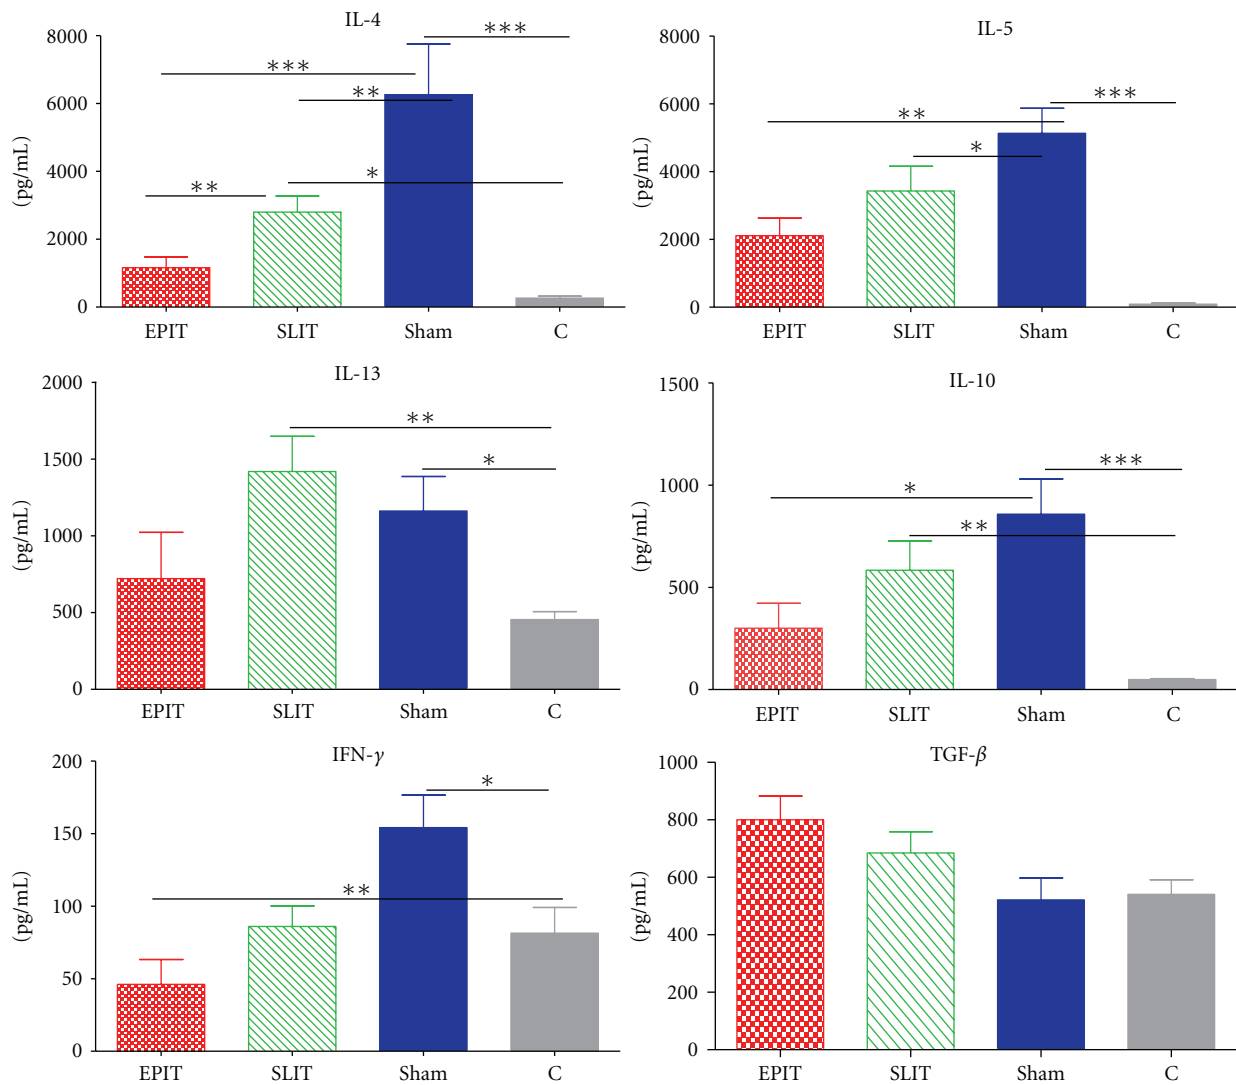 IL-4
8000
6000
4000
2000
0
(pg/mL)
***
***
**
*
**
EPIT SLIT Sham C
IL-5
8000
6000
4000
2000
0
(pg/mL)
***
**
*
EPIT SLIT Sham C
IL-13
2000
1500
1000
500
0
(pg/mL)
**
*
EPIT SLIT Sham C
IL-10
1500
1000
500
0
(pg/mL)
***
*
**
EPIT SLIT Sham C
IFN-γ
200
150
100
50
0
(pg/mL)
*
**
EPIT SLIT Sham C
TGF-β
1000
800
600
400
200
0
(pg/mL)
EPIT SLIT Sham C